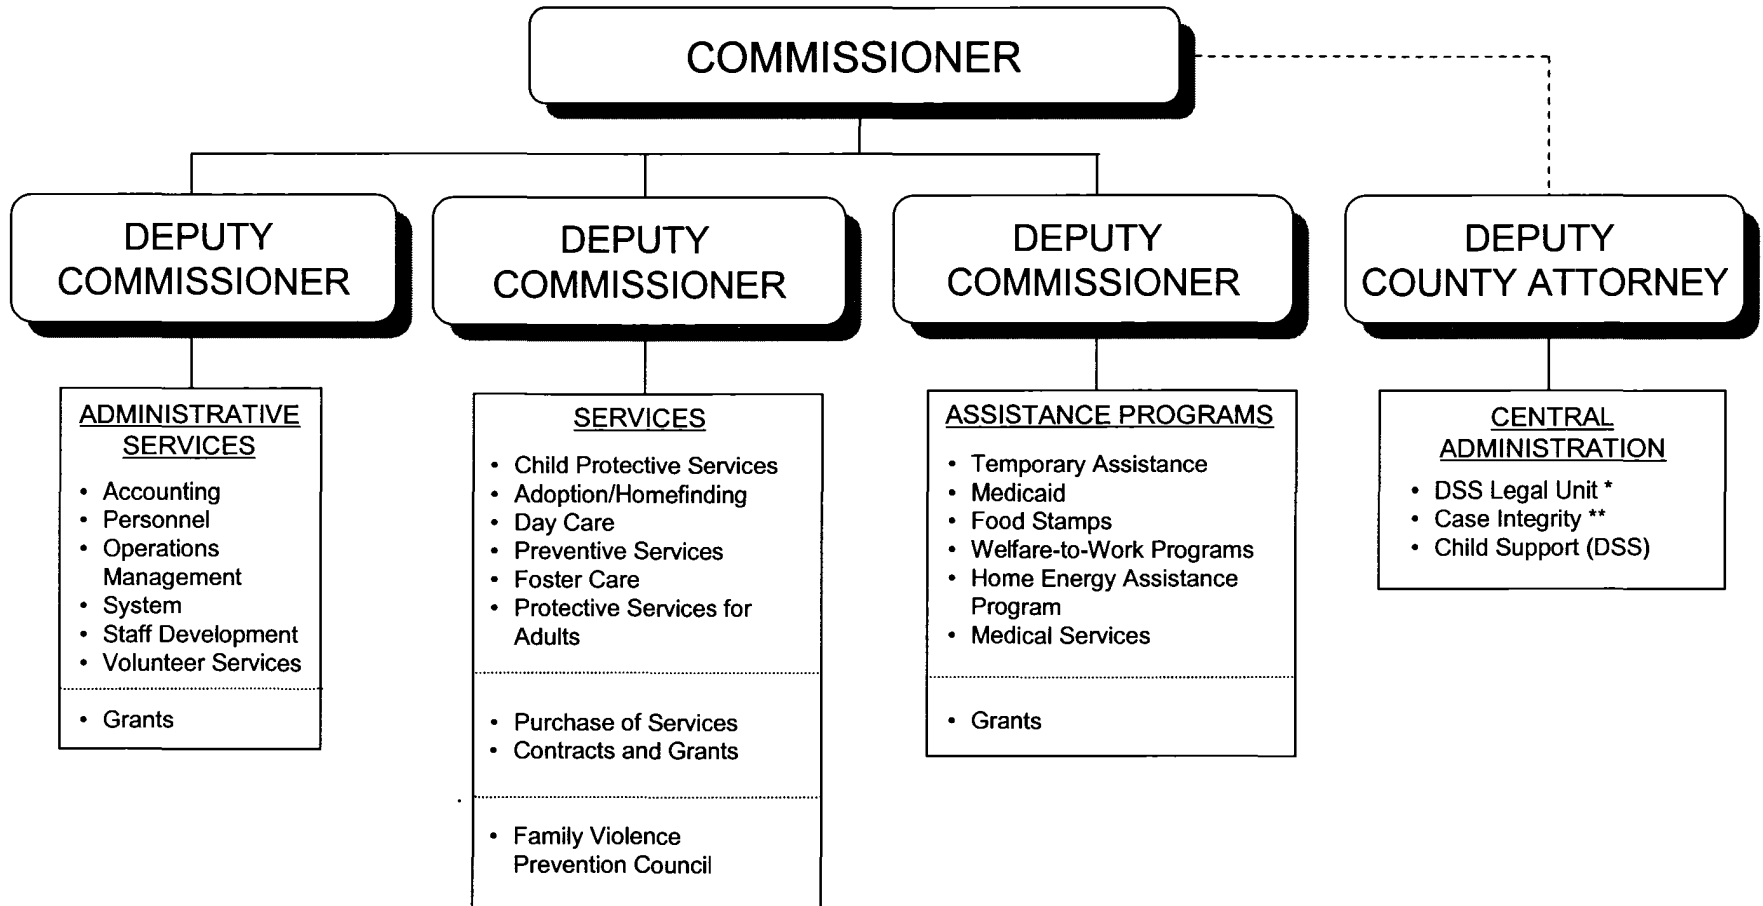 COMMISSIONER
DEPUTY
COMMISSIONER
DEPUTY
COMMISSIONER
DEPUTY
COMMISSIONER
DEPUTY
COUNTY ATTORNEY
ADMINISTRATIVE
SERVICES
• Accounting
• Personnel
• Operations
Management
• System
• Staff Development
• Volunteer Services
• Grants
SERVICES
• Child Protective Services
• Adoption/Homefinding
• Day Care
• Preventive Services
• Foster Care
• Protective Services for
Adults
• Purchase of Services
• Contracts and Grants
• Family Violence
Prevention Council
ASSISTANCE PROGRAMS
• Temporary Assistance
• Medicaid
• Food Stamps
• Welfare-to-Work Programs
• Home Energy Assistance
Program
• Medical Services
• Grants
CENTRAL
ADMINISTRATION
• DSS Legal Unit *
• Case Integrity **
• Child Support (DSS)